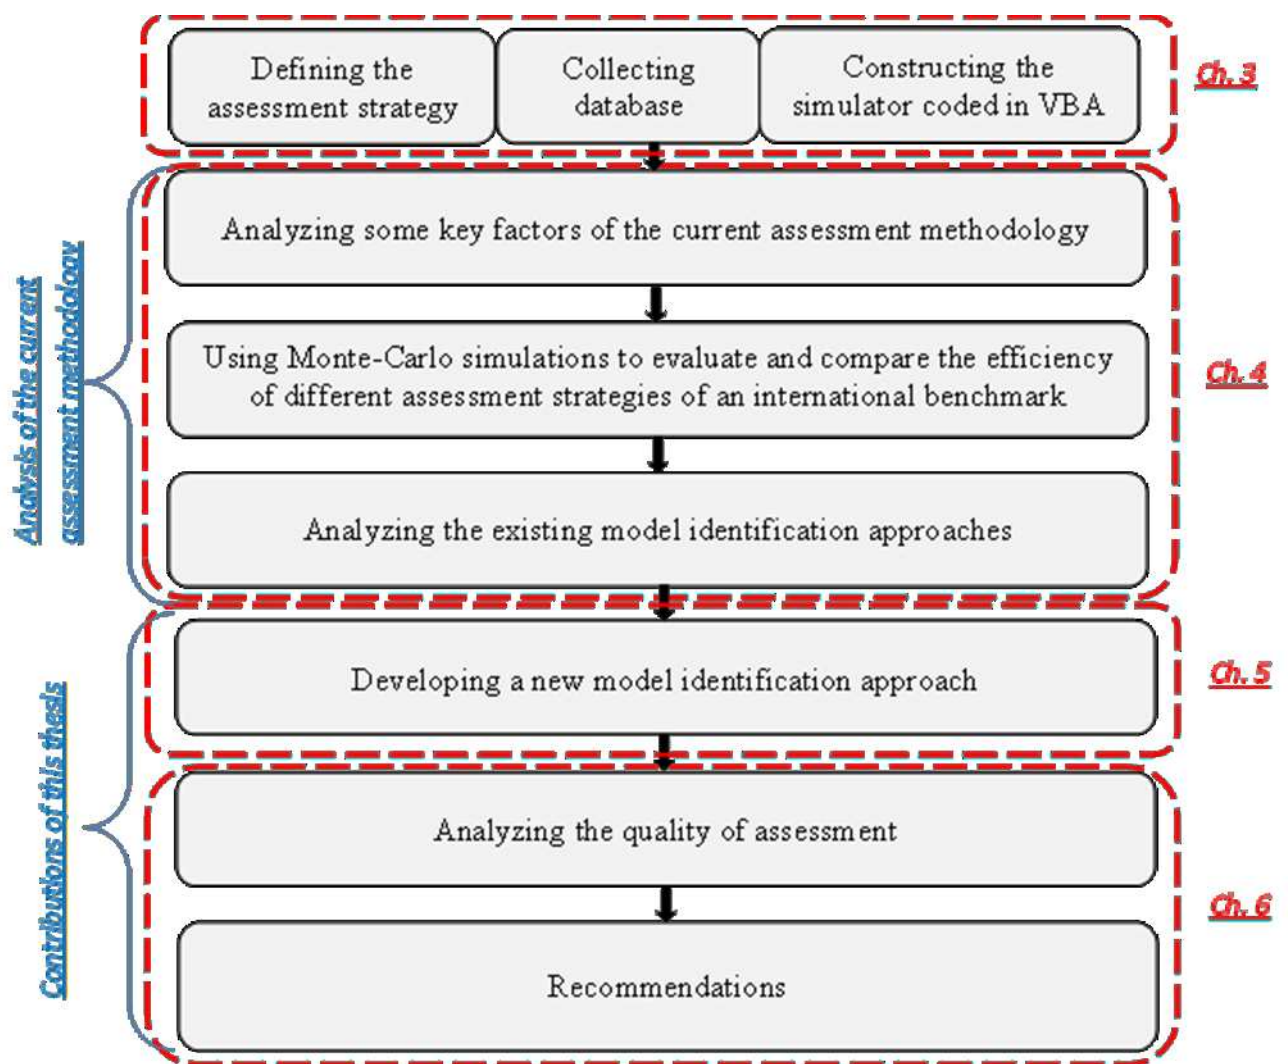 Defining the
assessment strategy
Collecting
database
Constructing the
simulator coded in VBA
Ch. 3
Analysis of the current
assessment methodology
Analyzing some key factors of the current assessment methodology
Using Monte-Carlo simulations to evaluate and compare the efficiency
of different assessment strategies of an international benchmark
Analyzing the existing model identification approaches
Ch. 4
Contributions of this thesis
Developing a new model identification approach
Ch. 5
Analyzing the quality of assessment
Recommendations
Ch. 6